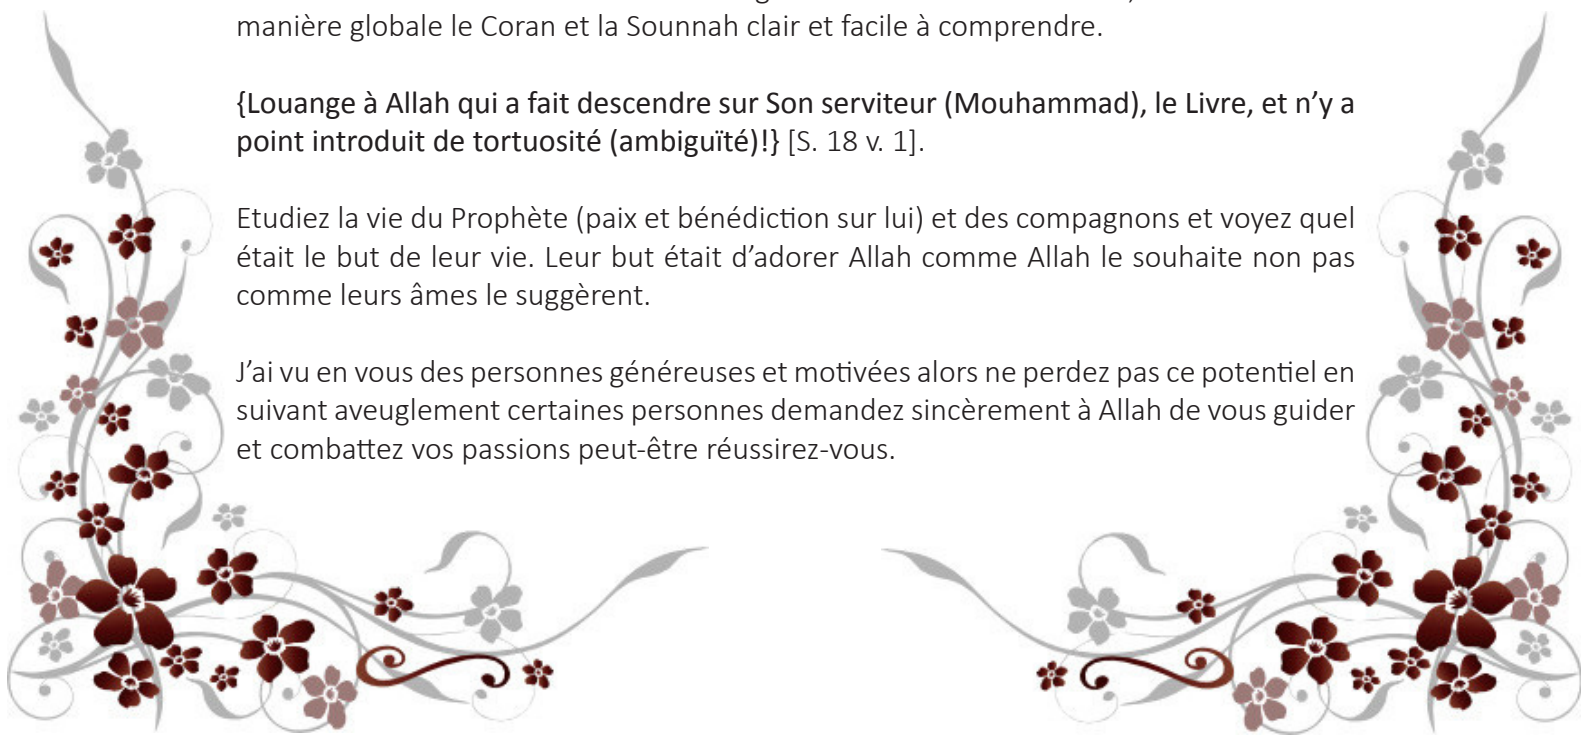 manière globale le Coran et la Sounnah clair et facile à comprendre.
{Louange à Allah qui a fait descendre sur Son serviteur (Mouhammad), le Livre, et n’y a
point introduit de tortuosité (ambiguïté)!} [S. 18 v. 1].
Etudiez la vie du Prophète (paix et bénédiction sur lui) et des compagnons et voyez quel
était le but de leur vie. Leur but était d’adorer Allah comme Allah le souhaite non pas
comme leurs âmes le suggèrent.
J’ai vu en vous des personnes généreuses et motivées alors ne perdez pas ce potentiel en
suivant aveuglement certaines personnes demandez sincèrement à Allah de vous guider
et combattez vos passions peut-être réussirez-vous.